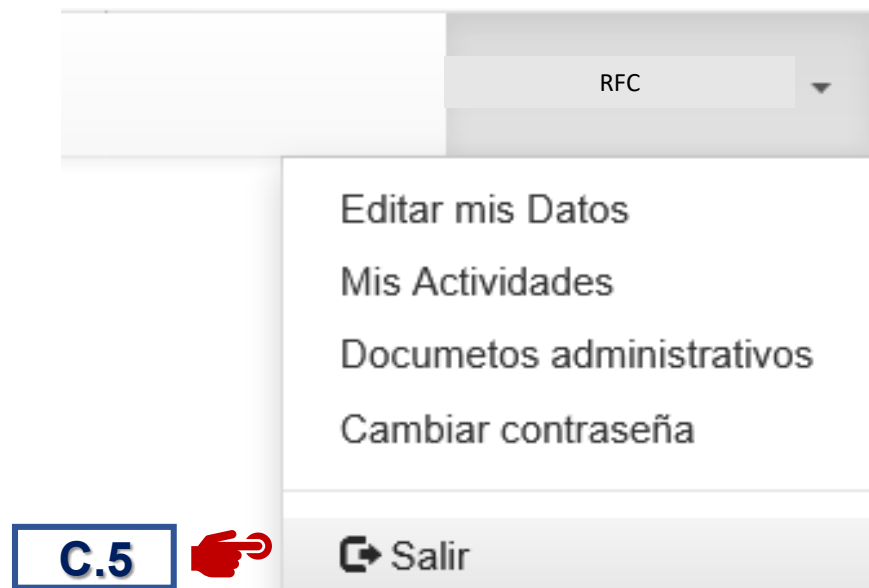 RFC
Editar mis Datos
Mis Actividades
Documetos administrativos
Cambiar contraseña
C.5
Salir